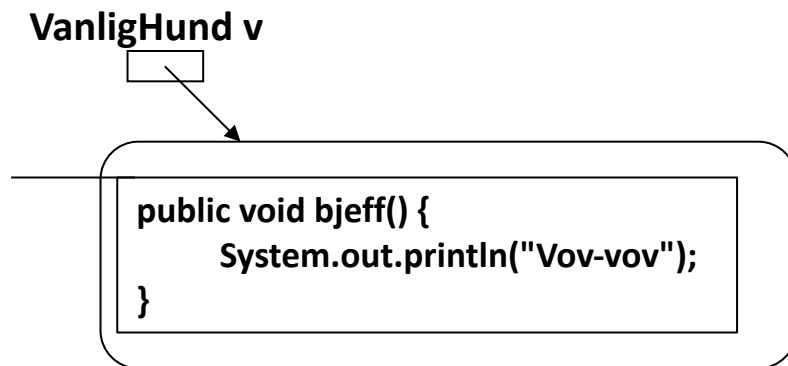 VanligHund v
public void bjeff() {
System.out.println("Vov-vov");
}